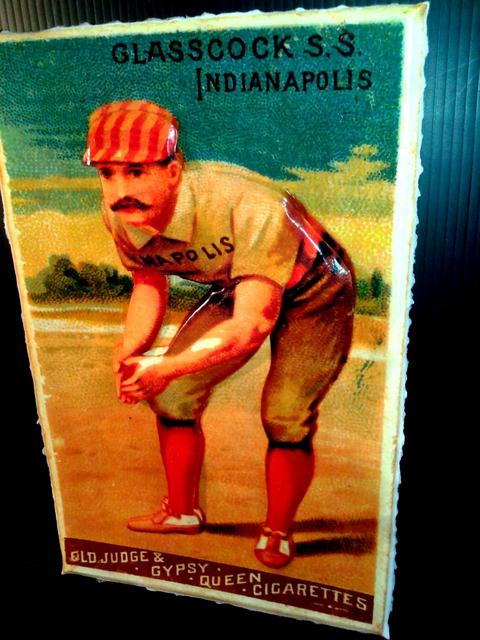 GLASSCOCK S.S.
INDIANAPOLIS
NAPOLIS
OLD JUDGE &
GYPSY
QUEEN
CIGARETTES